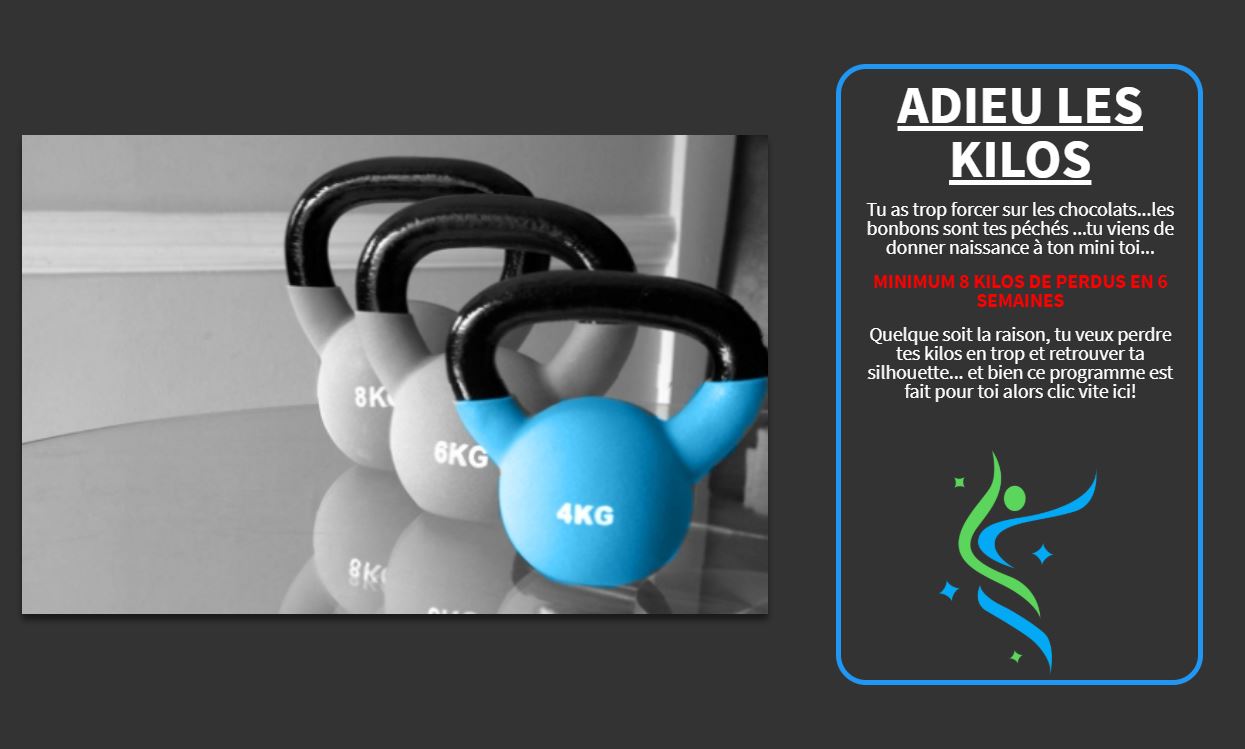 ADIEU LES
KILOS
Tu as trop forcer sur les chocolats...les
bonbons sont tes péchés ...tu viens de
donner naissance à ton mini toi...
MINIMUM 8 KILOS DE PERDUS EN 6
SEMAINES
Quelque soit la raison, tu veux perdre
tes kilos en trop et retrouver ta
silhouette... et bien ce programme est
fait pour toi alors clic vite ici!
8KG
6KG
4KG